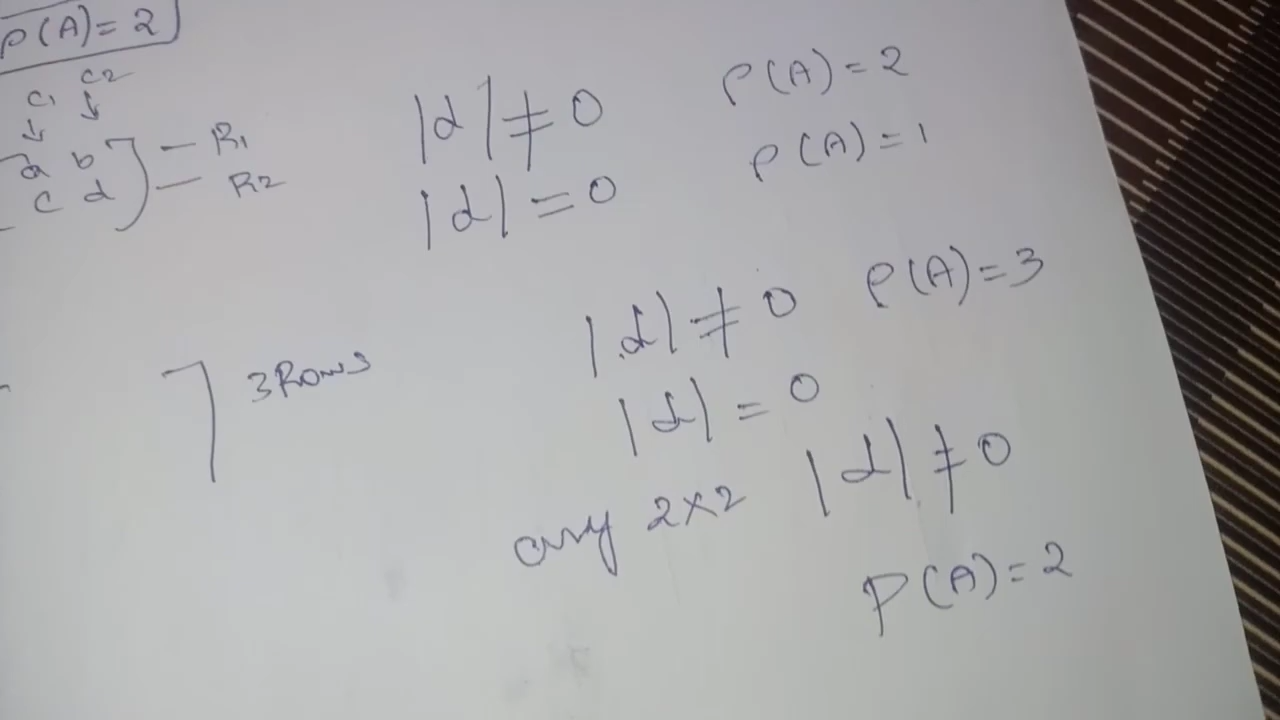 ρ(A) = 2
C1 C2
↓ ↓
a b ] — R1
c d ] — R2
|d| ≠ 0 ρ(A) = 2
|d| = 0 ρ(A) = 1
] 3 Rows
|d| ≠ 0 ρ(A) = 3
|d| = 0
any 2×2 |d| ≠ 0
ρ(A) = 2